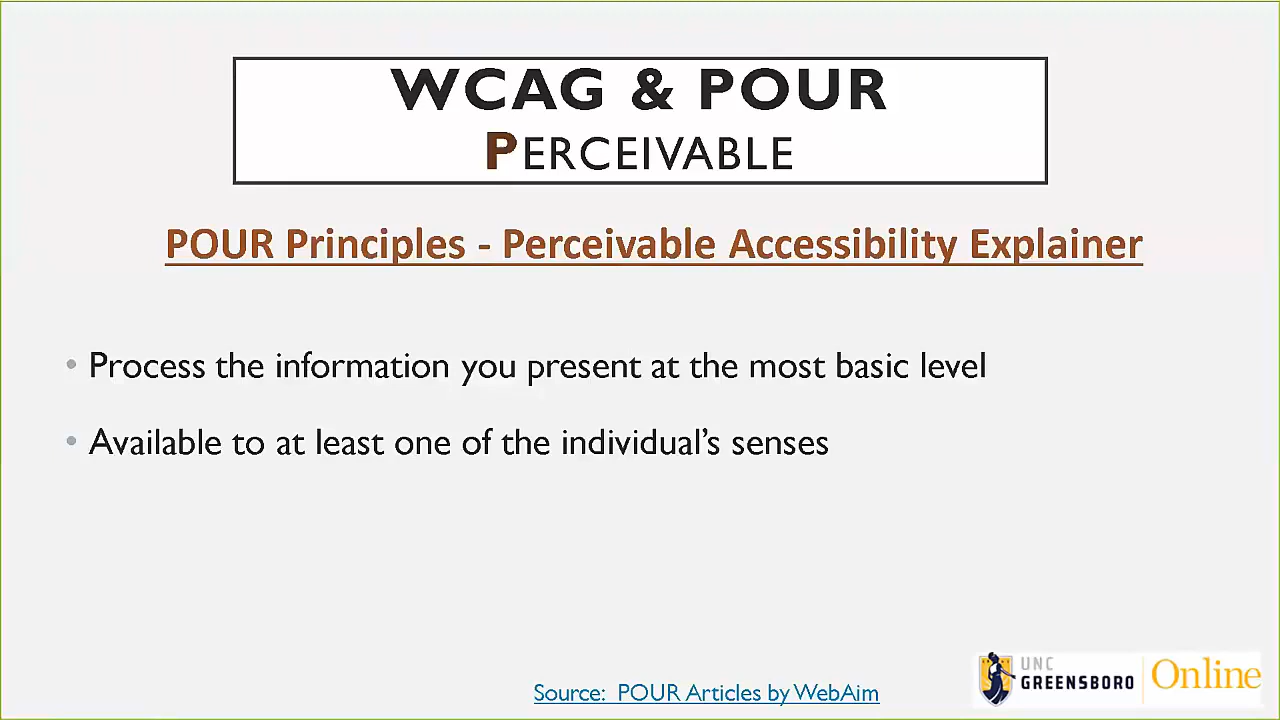 WCAG & POUR
PERCEIVABLE
POUR Principles - Perceivable Accessibility Explainer
• Process the information you present at the most basic level
• Available to at least one of the individual’s senses
Source: POUR Articles by WebAim
UNC
GREENSBORO
Online